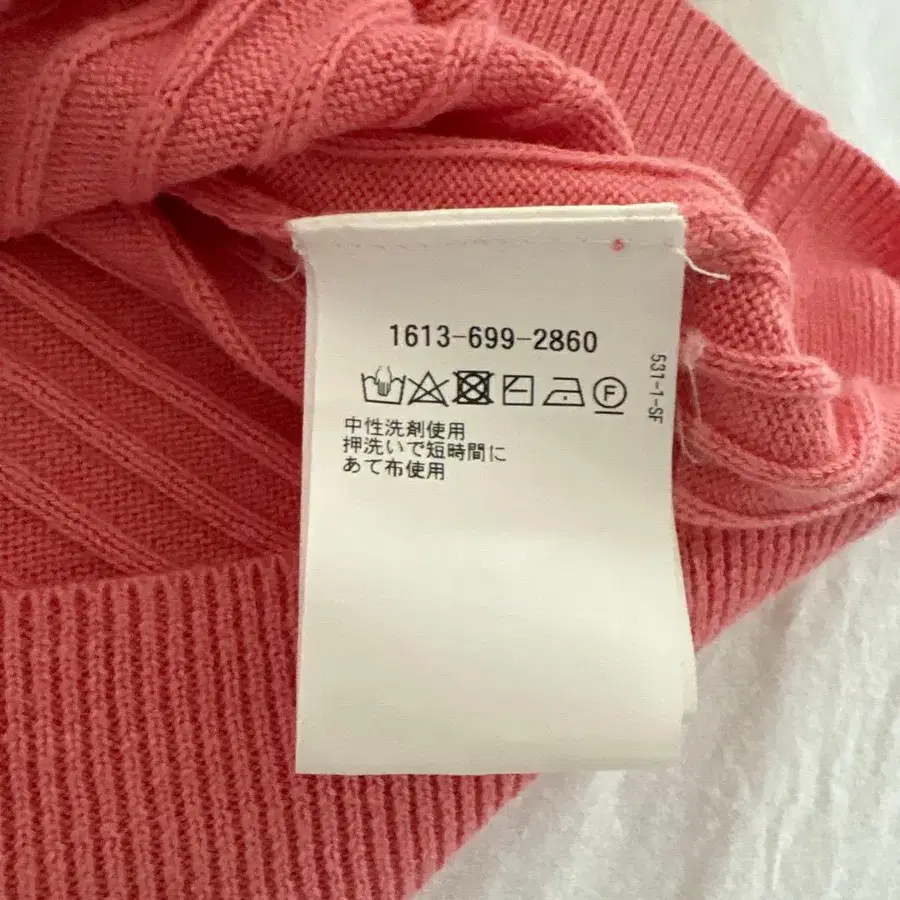 1613-699-2860
F
中性洗剤使用
押洗いで短時間に
あて布使用
531-1-SF